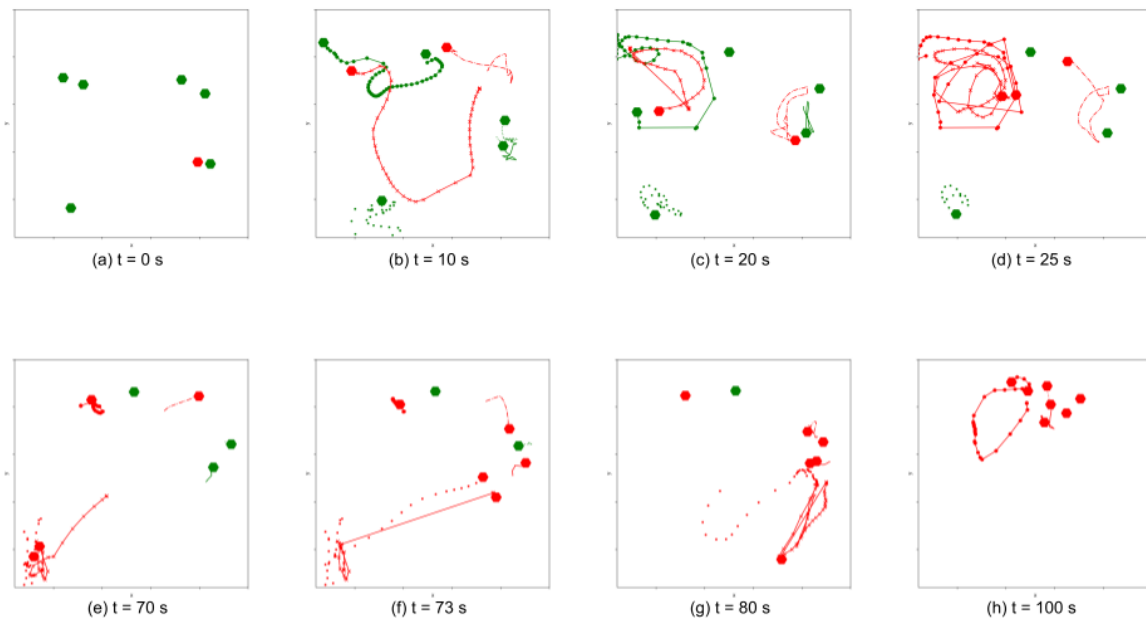 (a) t = 0 s
(b) t = 10 s
(c) t = 20 s
(d) t = 25 s
(e) t = 70 s
(f) t = 73 s
(g) t = 80 s
(h) t = 100 s